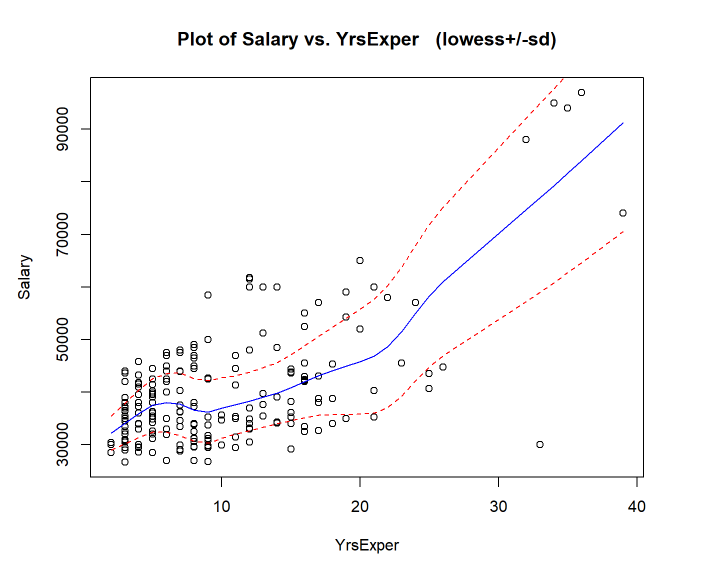 Plot of Salary vs. YrsExper (lowess+/-sd)
90000
70000
50000
30000
Salary
10 20 30 40
YrsExper